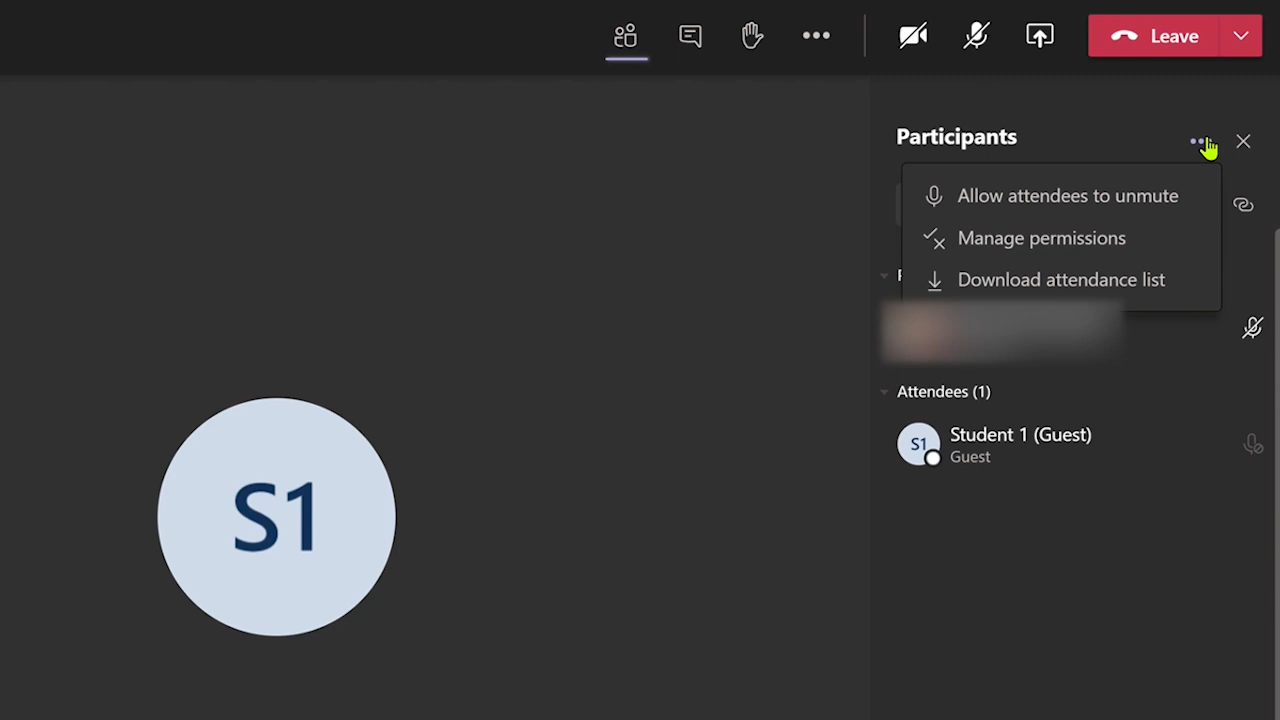 Leave
Participants
Allow attendees to unmute
Manage permissions
Download attendance list
Attendees (1)
S1
Student 1 (Guest)
Guest
S1